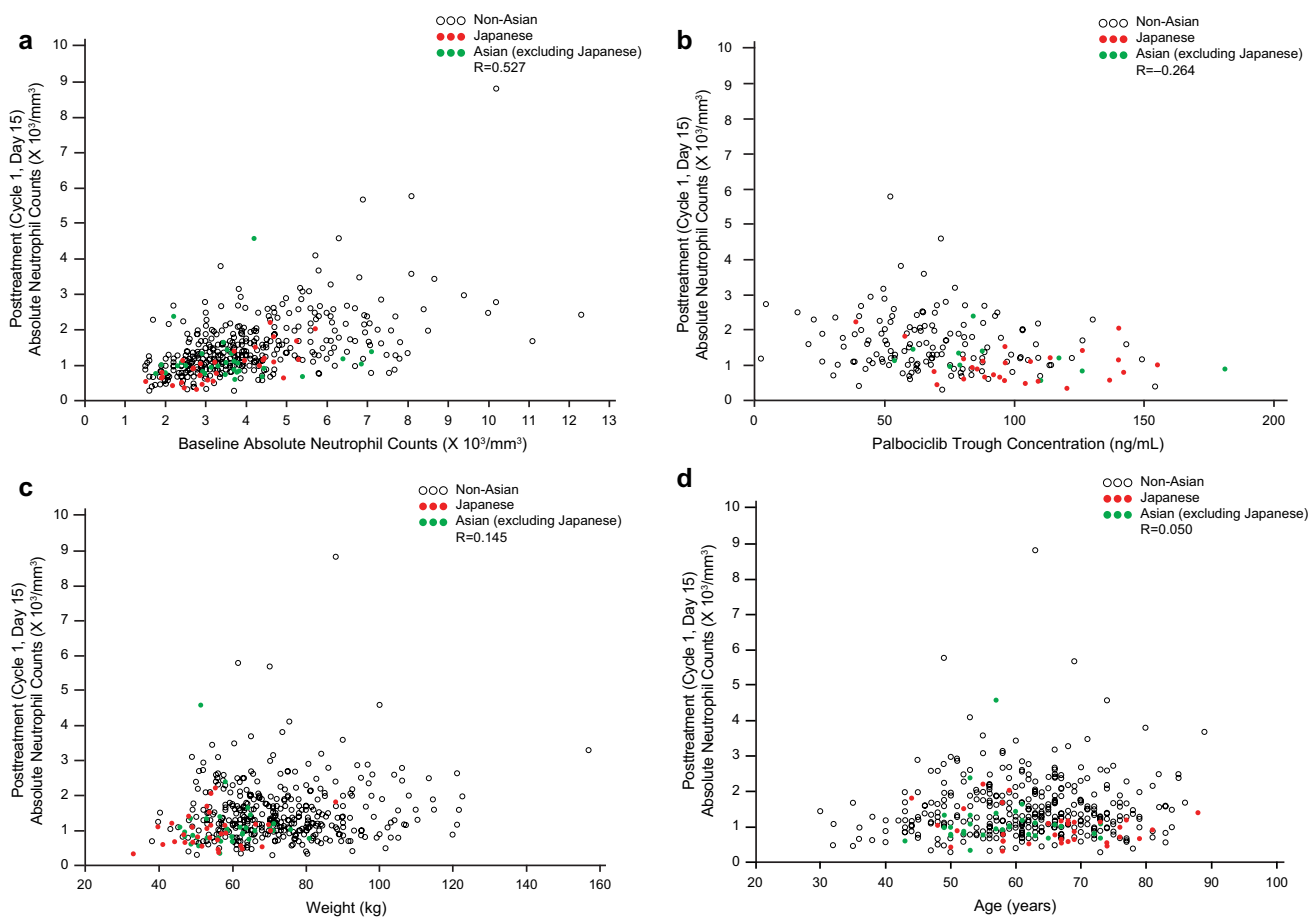 a
Non-Asian
Japanese
Asian (excluding Japanese)
R=0.527
Posttreatment (Cycle 1, Day 15)
Absolute Neutrophil Counts (X 10³/mm³)
10
9
8
7
6
5
4
3
2
1
0
0 1 2 3 4 5 6 7 8 9 10 11 12 13
Baseline Absolute Neutrophil Counts (X 10³/mm³)
b
Non-Asian
Japanese
Asian (excluding Japanese)
R=–0.264
Posttreatment (Cycle 1, Day 15)
Absolute Neutrophil Counts (X 10³/mm³)
10
9
8
7
6
5
4
3
2
1
0
0 50 100 150 200
Palbociclib Trough Concentration (ng/mL)
c
Non-Asian
Japanese
Asian (excluding Japanese)
R=0.145
Posttreatment (Cycle 1, Day 15)
Absolute Neutrophil Counts (X 10³/mm³)
10
9
8
7
6
5
4
3
2
1
0
20 40 60 80 100 120 140 160
Weight (kg)
d
Non-Asian
Japanese
Asian (excluding Japanese)
R=0.050
Posttreatment (Cycle 1, Day 15)
Absolute Neutrophil Counts (X 10³/mm³)
10
9
8
7
6
5
4
3
2
1
0
20 30 40 50 60 70 80 90 100
Age (years)